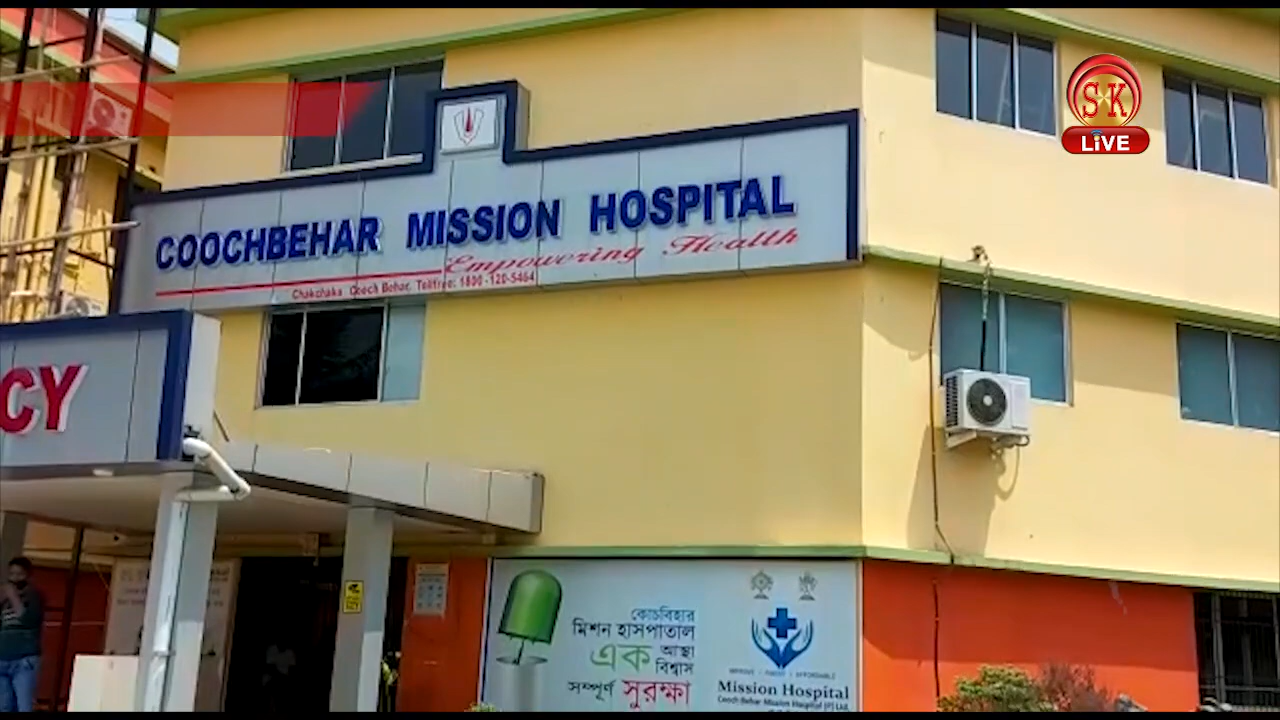 S K
LiVE
COOCHBEHAR MISSION HOSPITAL
Empowering Health
Chakchaka Cooch Behar. Tollfree: 1800 -120-5464
CY
কোচবিহার
মিশন হাসপাতাল
এক আস্থা
বিশ্বাস
সম্পূর্ণ সুরক্ষা
Mission Hospital
Cooch Behar Mission Hospital (P) Ltd.